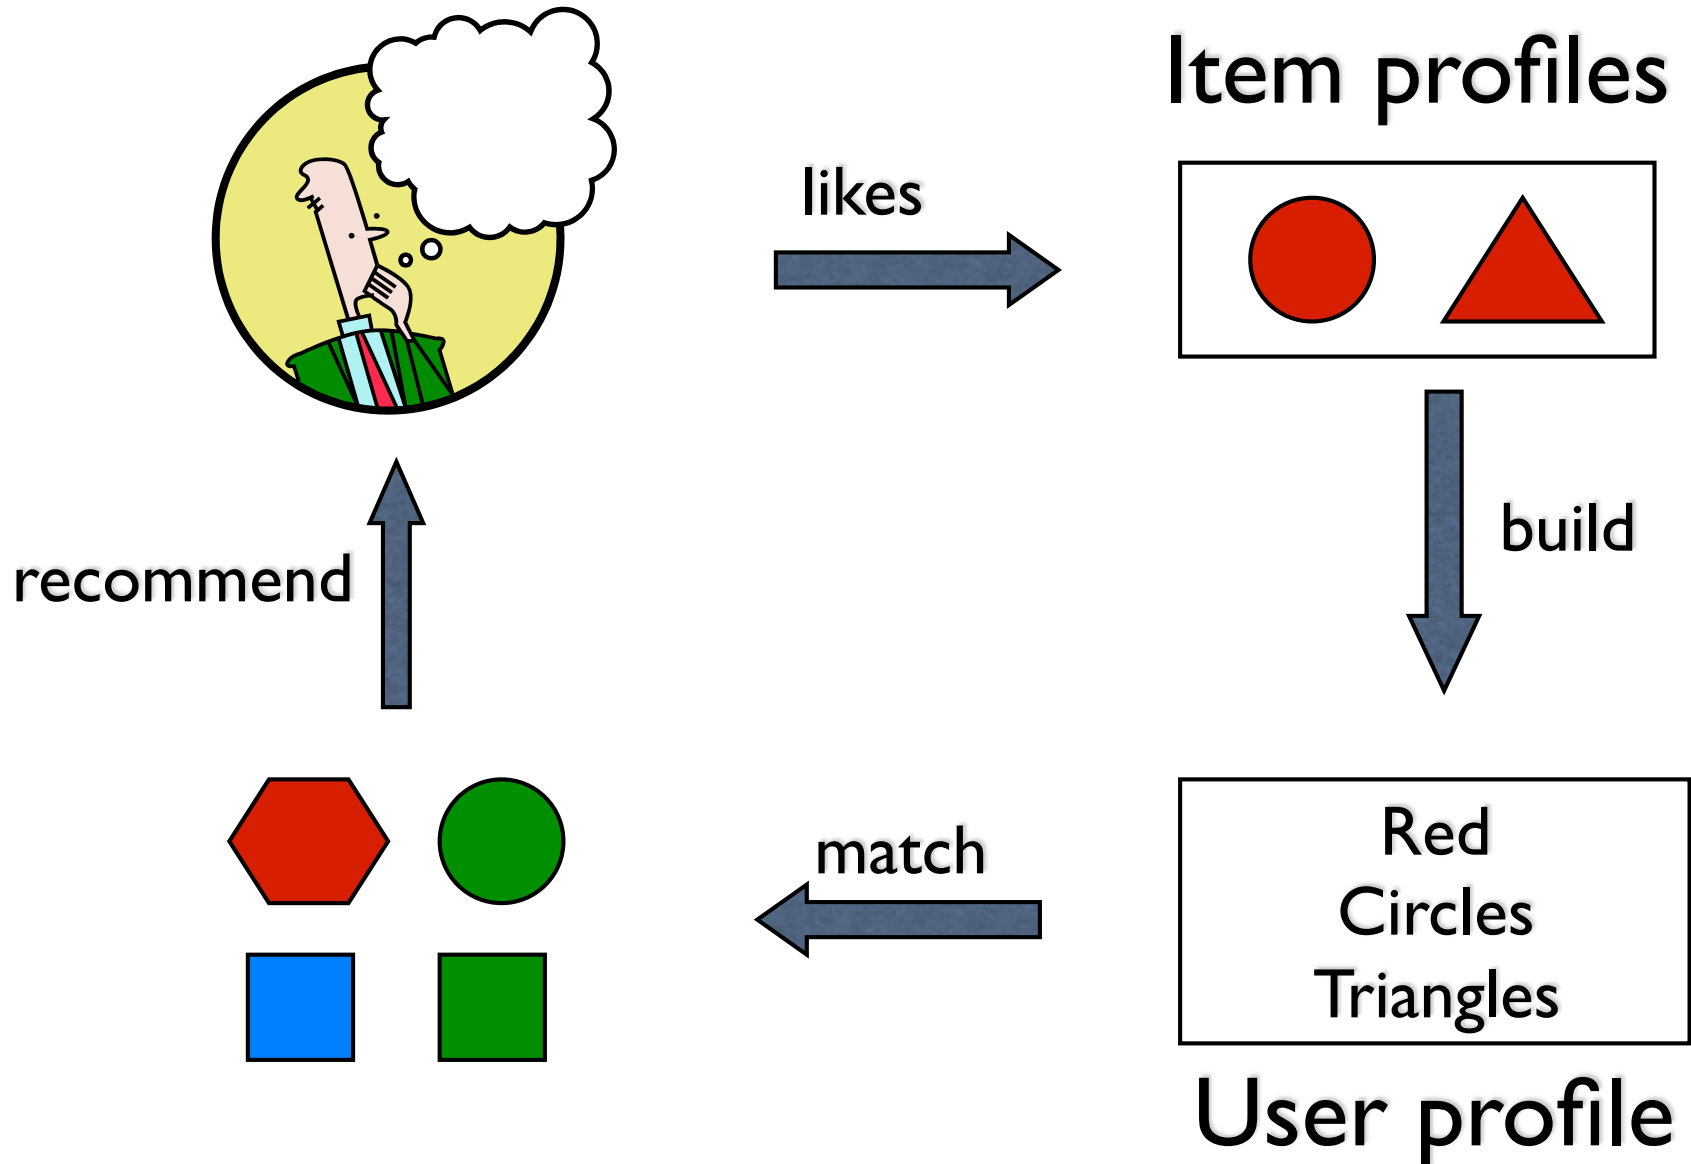 Item profiles
likes
build
recommend
match
Red
Circles
Triangles
User profile